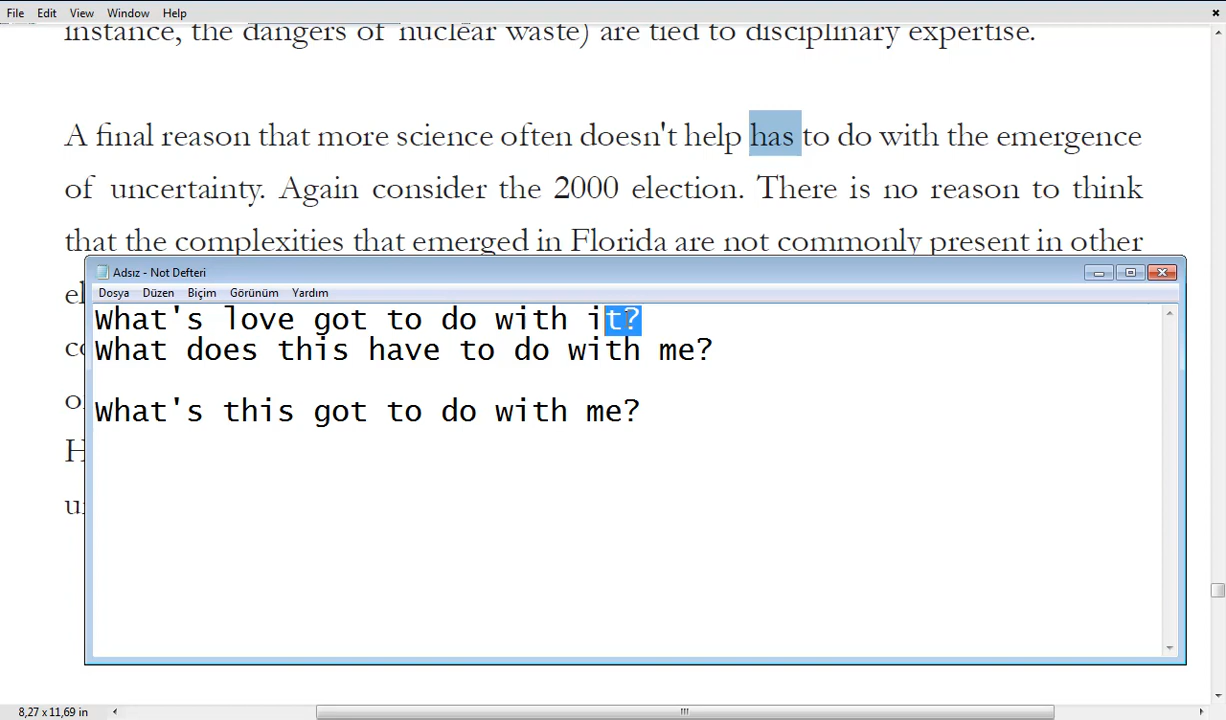 File Edit View Window Help
instance, the dangers of nuclear waste) are tied to disciplinary expertise.
A final reason that more science often doesn't help has to do with the emergence
of uncertainty. Again consider the 2000 election. There is no reason to think
that the complexities that emerged in Florida are not commonly present in other
Adsız - Not Defteri
Dosya Düzen Biçim Görünüm Yardım
What's love got to do with it?
What does this have to do with me?
What's this got to do with me?
8,27 x 11,69 in